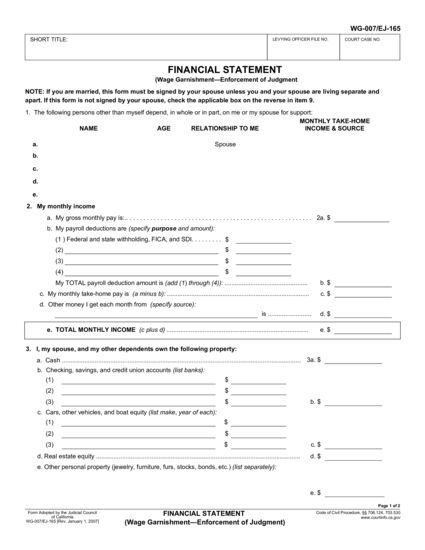 WG-007/EJ-165
SHORT TITLE:
LEVYING OFFICER FILE NO.
COURT CASE NO.
FINANCIAL STATEMENT
(Wage Garnishment—Enforcement of Judgment)
NOTE: If you are married, this form must be signed by your spouse unless you and your spouse are living separate and
apart. If this form is not signed by your spouse, check the applicable box on the reverse in item 9.
1. The following persons other than myself depend, in whole or in part, on me or my spouse for support:
MONTHLY TAKE-HOME
NAME AGE RELATIONSHIP TO ME INCOME & SOURCE
a. Spouse
b.
c.
d.
e.
2. My monthly income
a. My gross monthly pay is: 2a. $
b. My payroll deductions are (specify purpose and amount):
(1 ) Federal and state withholding, FICA, and SDI. . . . . . . . . $
(2) $
(3) $
(4) $
My TOTAL payroll deduction amount is (add (1) through (4)): b. $
c. My monthly take-home pay is (a minus b): c. $
d. Other money I get each month from (specify source):
is d. $
e. TOTAL MONTHLY INCOME (c plus d) e. $
3. I, my spouse, and my other dependents own the following property:
a. Cash 3a. $
b. Checking, savings, and credit union accounts (list banks):
(1) $
(2) $
(3) $ b. $
c. Cars, other vehicles, and boat equity (list make, year of each):
(1) $
(2) $
(3) $ c. $
d. Real estate equity d. $
e. Other personal property (jewelry, furniture, furs, stocks, bonds, etc.) (list separately):
e. $
Page 1 of 2
Form Adopted by the Judicial Council
of California
WG-007/EJ-165 [Rev. January 1, 2007]
FINANCIAL STATEMENT
(Wage Garnishment—Enforcement of Judgment)
Code of Civil Procedure, §§ 706.124, 703.530
www.courtinfo.ca.gov